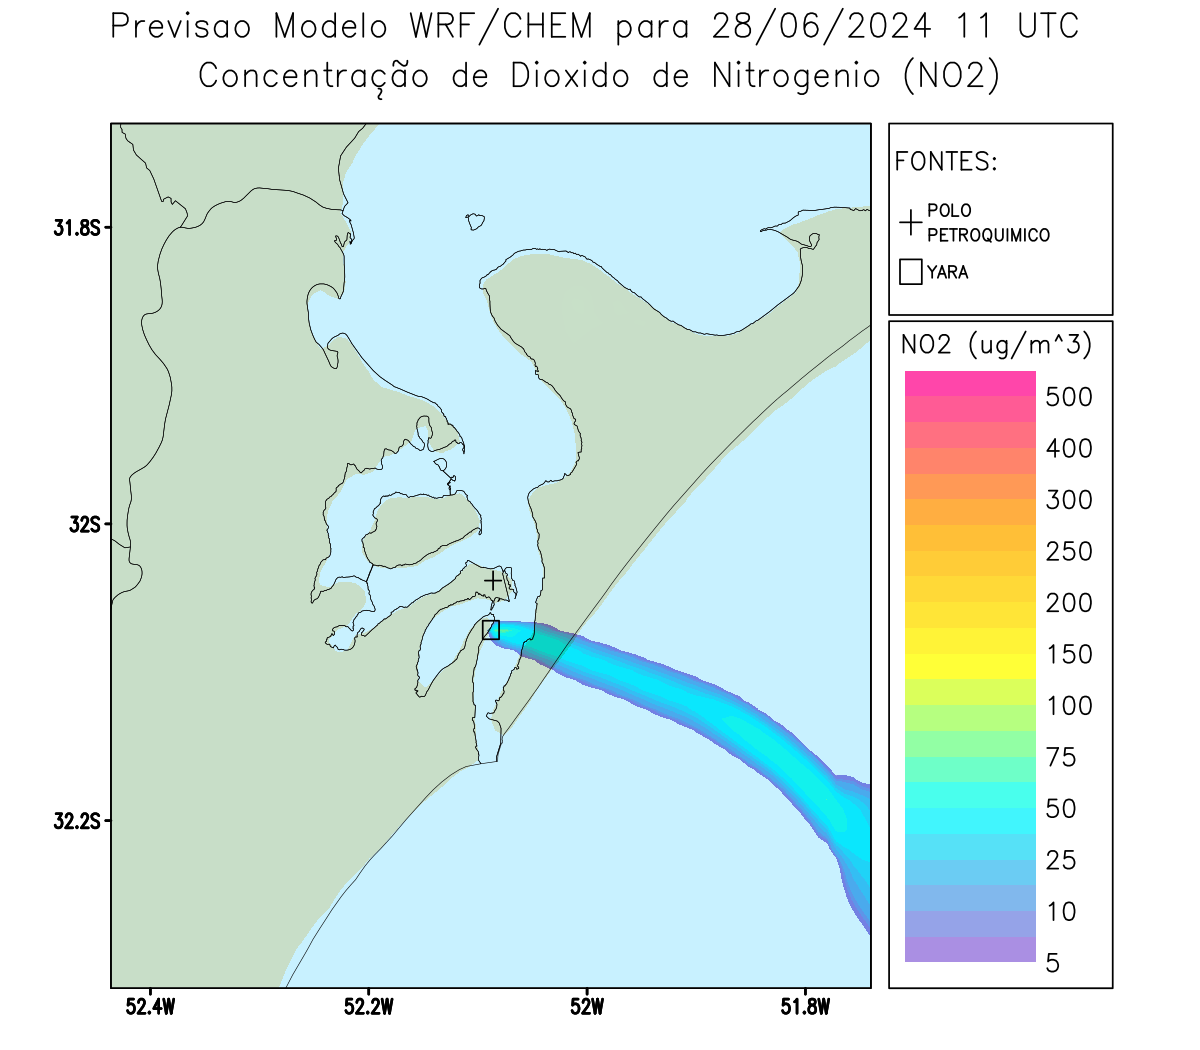 Previsao Modelo WRF/CHEM para 28/06/2024 11 UTC
Concentração de Dioxido de Nitrogenio (NO2)
FONTES:
POLO
PETROQUIMICO
YARA
NO2 (ug/m^3)
500
400
300
250
200
150
100
75
50
25
10
5
31.8S
32S
32.2S
52.4W
52.2W
52W
51.8W